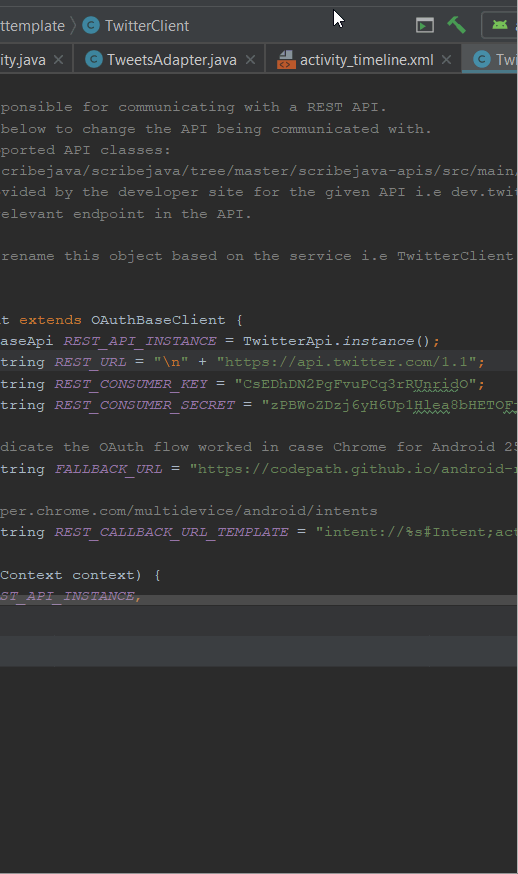 ttemplate TwitterClient
ity.java TweetsAdapter.java activity_timeline.xml Twi
ponsible for communicating with a REST API.
below to change the API being communicated with.
ported API classes:
cribejava/scribejava/tree/master/scribejava-apis/src/main/
ovided by the developer site for the given API i.e dev.twit
relevant endpoint in the API.
rename this object based on the service i.e TwitterClient
t extends OAuthBaseClient {
aseApi REST_API_INSTANCE = TwitterApi.instance();
tring REST_URL = "\n" + "https://api.twitter.com/1.1";
tring REST_CONSUMER_KEY = "CsEDhDN2PgFvuPCq3rRUnridO";
tring REST_CONSUMER_SECRET = "zPBWoZDzj6yH6Up1Hlea8bHETOF
dicate the OAuth flow worked in case Chrome for Android 25
tring FALLBACK_URL = "https://codepath.github.io/android-r
per.chrome.com/multidevice/android/intents
tring REST_CALLBACK_URL_TEMPLATE = "intent://%s#Intent;act
Context context) {
ST_API_INSTANCE,